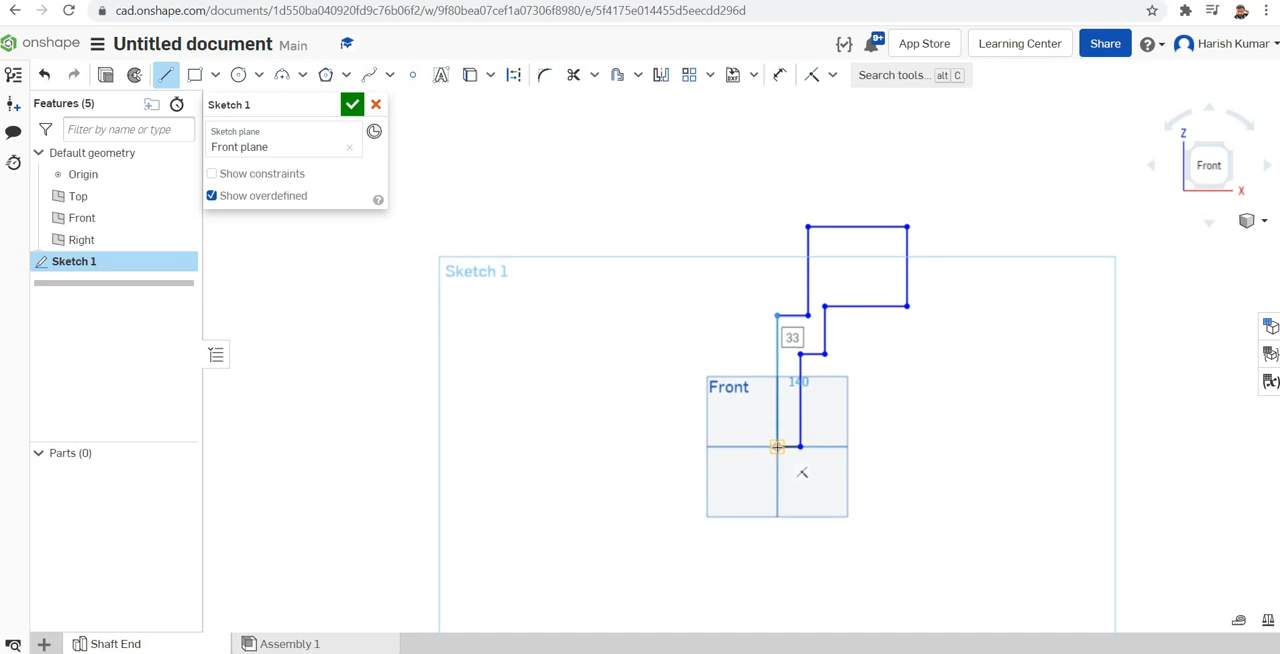 cad.onshape.com/documents/1d550ba040920fd9c76b06f2/w/9f80bea07cef1a07306f8980/e/5f4175e014455d5eecdd296d
onshape Untitled document Main 9+ App Store Learning Center Share Harish Kumar
Search tools... alt C
Features (5)
Filter by name or type
Default geometry
Origin
Top
Front
Right
Sketch 1
Parts (0)
Sketch 1
Sketch plane
Front plane
Show constraints
Show overdefined
Sketch 1
33
140
Front
Z
Front
X
Shaft End
Assembly 1